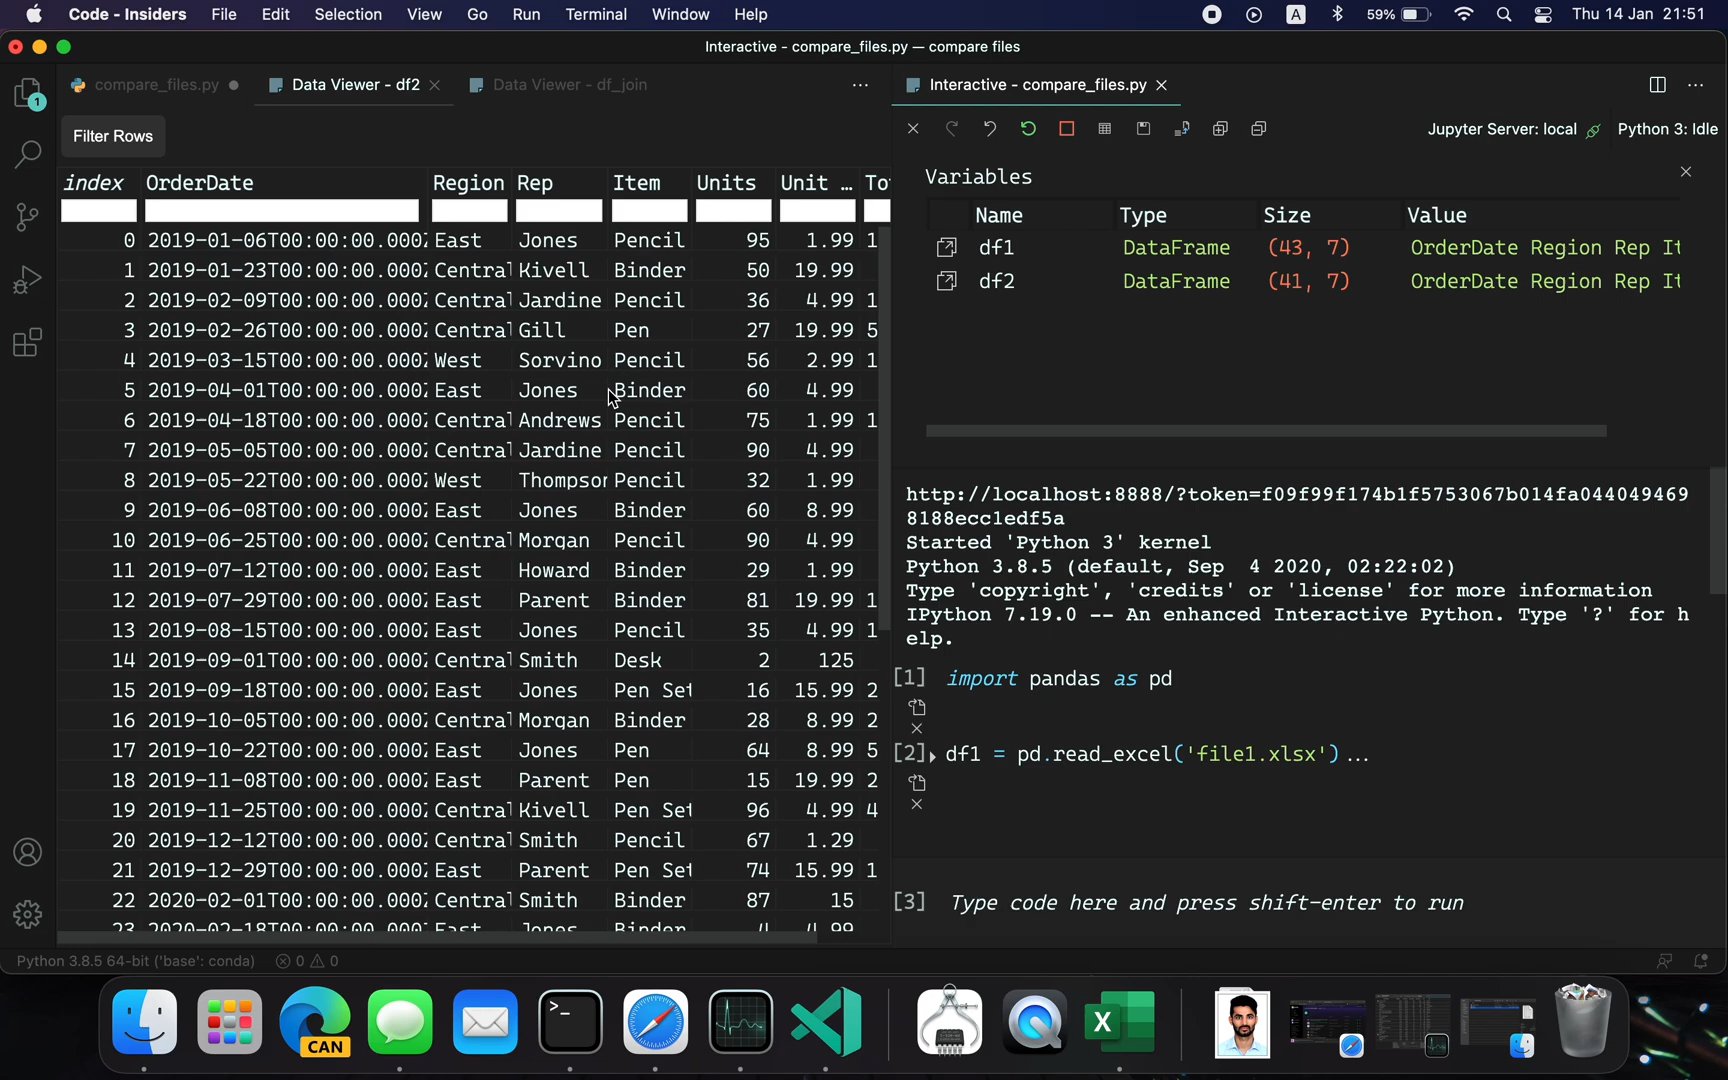 Code - Insiders File Edit Selection View Go Run Terminal Window Help A 59% Thu 14 Jan 21:51
Interactive - compare_files.py — compare files
compare_files.py Data Viewer - df2 Data Viewer - df_join ... Interactive - compare_files.py ...
1
Filter Rows
Jupyter Server: local Python 3: Idle
Variables
Name Type Size Value
df1 DataFrame (43, 7) OrderDate Region Rep It
df2 DataFrame (41, 7) OrderDate Region Rep It
index OrderDate Region Rep Item Units Unit ... To
0 2019-01-06T00:00:00.000 East Jones Pencil 95 1.99 1
1 2019-01-23T00:00:00.000 Central Kivell Binder 50 19.99
2 2019-02-09T00:00:00.000 Central Jardine Pencil 36 4.99 1
3 2019-02-26T00:00:00.000 Central Gill Pen 27 19.99 5
4 2019-03-15T00:00:00.000 West Sorvino Pencil 56 2.99 1
5 2019-04-01T00:00:00.000 East Jones Binder 60 4.99
6 2019-04-18T00:00:00.000 Central Andrews Pencil 75 1.99 1
7 2019-05-05T00:00:00.000 Central Jardine Pencil 90 4.99
8 2019-05-22T00:00:00.000 West Thompson Pencil 32 1.99
9 2019-06-08T00:00:00.000 East Jones Binder 60 8.99
10 2019-06-25T00:00:00.000 Central Morgan Pencil 90 4.99
11 2019-07-12T00:00:00.000 East Howard Binder 29 1.99
12 2019-07-29T00:00:00.000 East Parent Binder 81 19.99 1
13 2019-08-15T00:00:00.000 East Jones Pencil 35 4.99 1
14 2019-09-01T00:00:00.000 Central Smith Desk 2 125
15 2019-09-18T00:00:00.000 East Jones Pen Set 16 15.99 2
16 2019-10-05T00:00:00.000 Central Morgan Binder 28 8.99 2
17 2019-10-22T00:00:00.000 East Jones Pen 64 8.99 5
18 2019-11-08T00:00:00.000 East Parent Pen 15 19.99 2
19 2019-11-25T00:00:00.000 Central Kivell Pen Set 96 4.99 4
20 2019-12-12T00:00:00.000 Central Smith Pencil 67 1.29
21 2019-12-29T00:00:00.000 East Parent Pen Set 74 15.99 1
22 2020-02-01T00:00:00.000 Central Smith Binder 87 15
23 2020-02-18T00:00:00.000 East Jones Binder 4 4.99
http://localhost:8888/?token=f09f99f174b1f5753067b014fa044049469
8188ecc1edf5a
Started 'Python 3' kernel
Python 3.8.5 (default, Sep 4 2020, 02:22:02)
Type 'copyright', 'credits' or 'license' for more information
IPython 7.19.0 -- An enhanced Interactive Python. Type '?' for h
elp.
[1] import pandas as pd
[2] df1 = pd.read_excel('file1.xlsx')...
[3] Type code here and press shift-enter to run
Python 3.8.5 64-bit ('base': conda) 0 0
CAN
>_
X